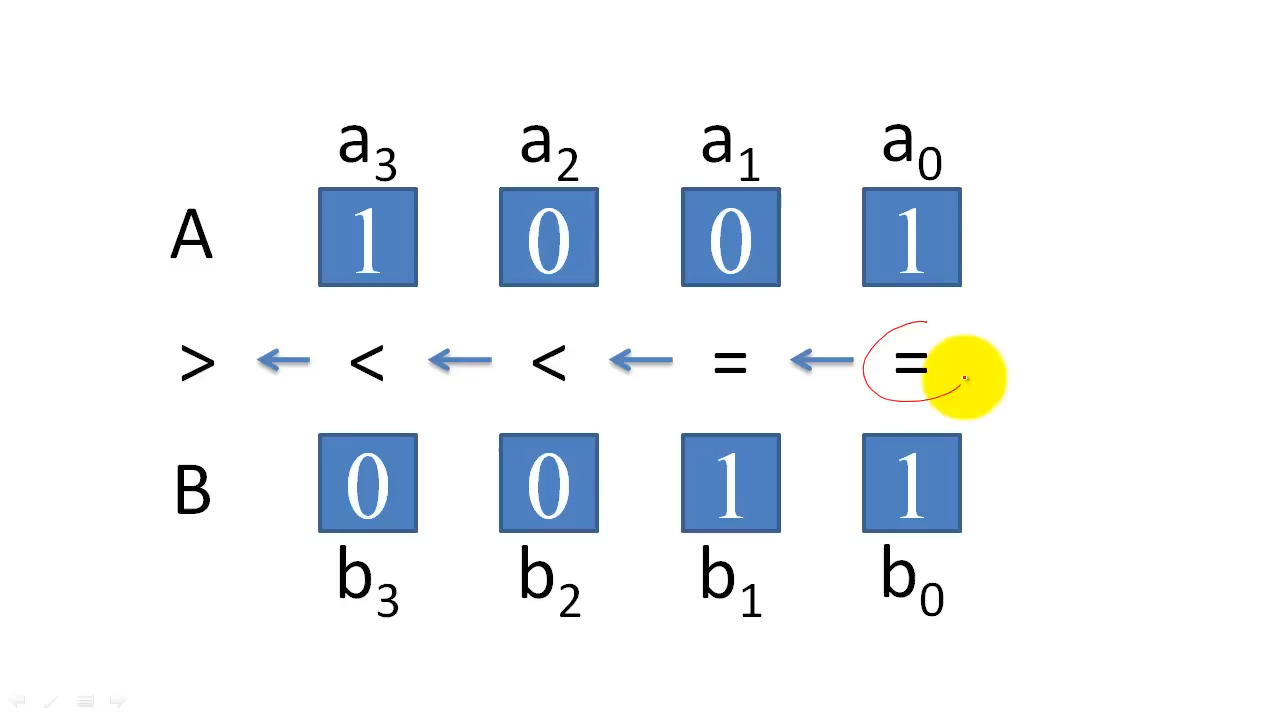 a3 a2 a1 a0
A 1 0 0 1
> < < = =
B 0 0 1 1
b3 b2 b1 b0